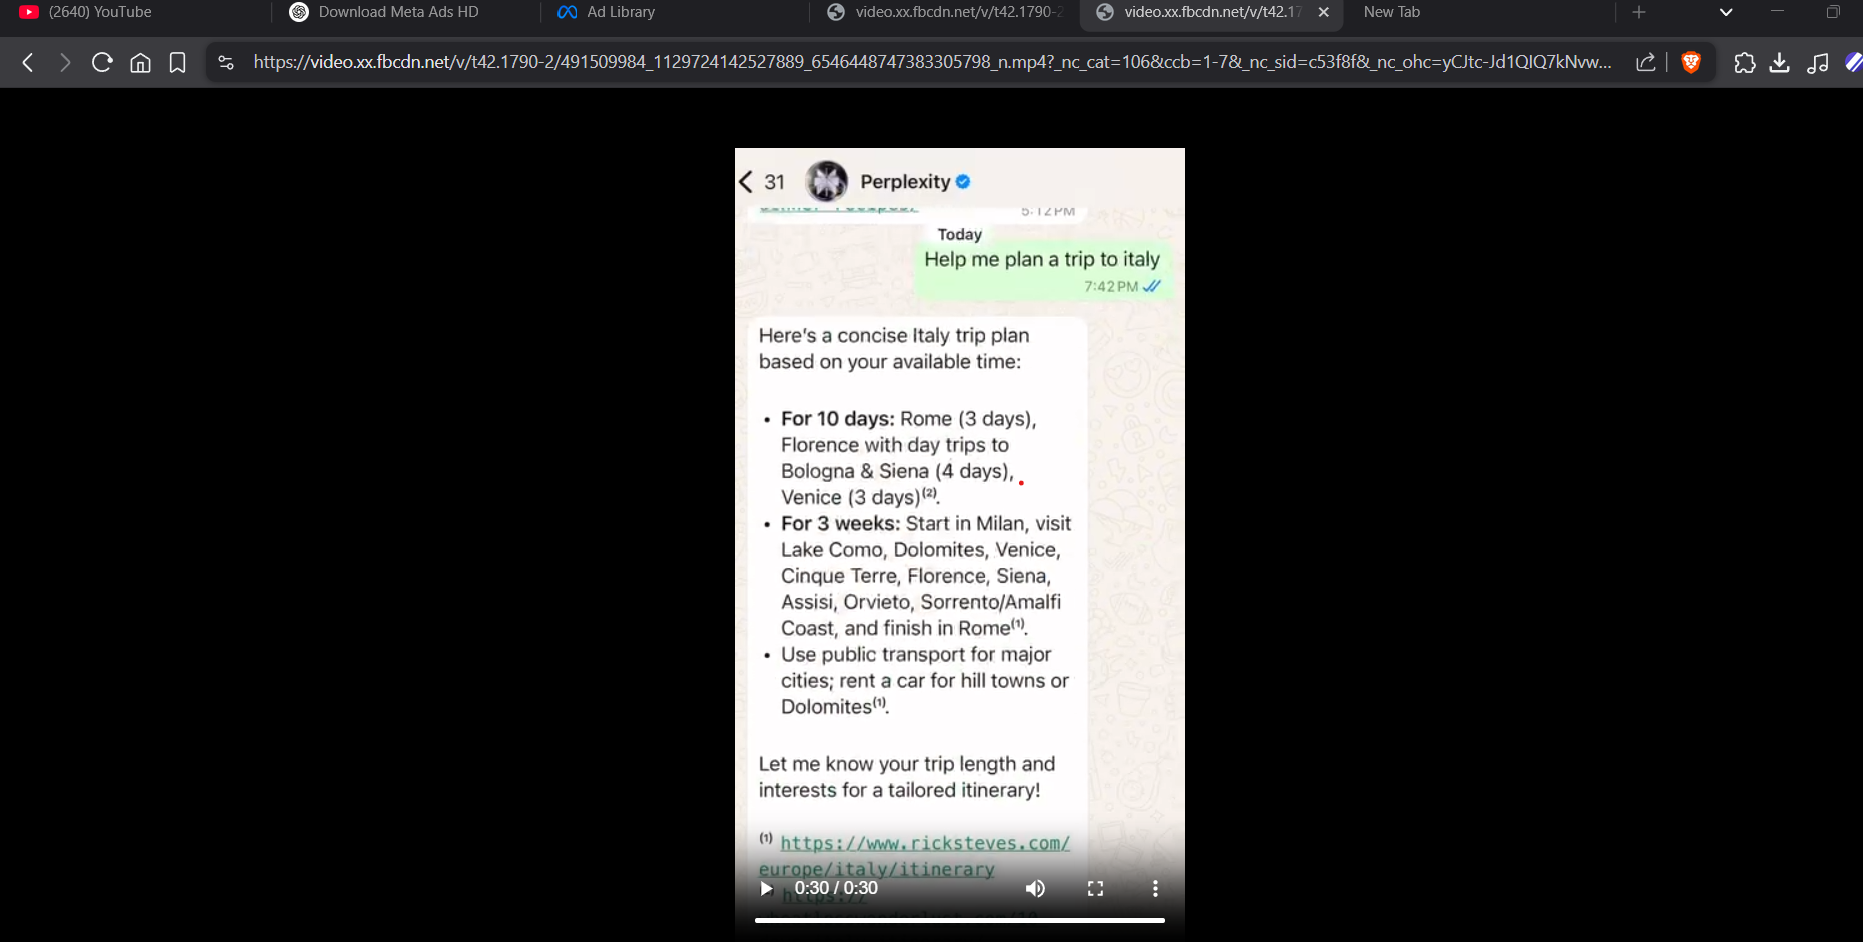 (2640) YouTube
Download Meta Ads HD
Ad Library
video.xx.fbcdn.net/v/t42.1790-2
video.xx.fbcdn.net/v/t42.17
New Tab
https://video.xx.fbcdn.net/v/t42.1790-2/491509984_1129724142527889_6546448747383305798_n.mp4?_nc_cat=106&ccb=1-7&_nc_sid=c53f8f&_nc_ohc=yCJtc-Jd1QIQ7kNvw...
31
Perplexity
5:12 PM
Today
Help me plan a trip to italy
7:42 PM
Here's a concise Italy trip plan
based on your available time:
• For 10 days: Rome (3 days),
Florence with day trips to
Bologna & Siena (4 days),
Venice (3 days)(2).
• For 3 weeks: Start in Milan, visit
Lake Como, Dolomites, Venice,
Cinque Terre, Florence, Siena,
Assisi, Orvieto, Sorrento/Amalfi
Coast, and finish in Rome(1).
• Use public transport for major
cities; rent a car for hill towns or
Dolomites(1).
Let me know your trip length and
interests for a tailored itinerary!
(1) https://www.ricksteves.com/
europe/italy/itinerary
https://
0:30 / 0:30